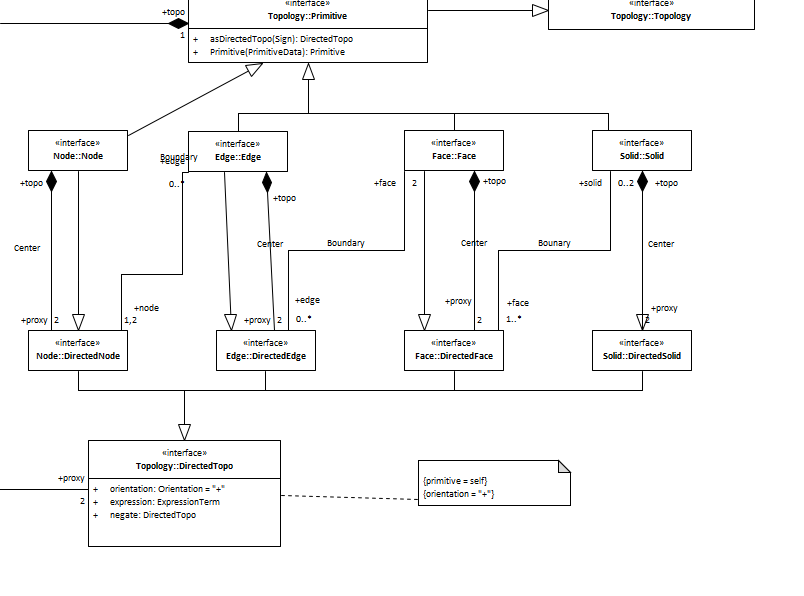 «interface»
Topology::Primitive
+ asDirectedTopo(Sign): DirectedTopo
+ Primitive(PrimitiveData): Primitive
+topo
1
«interface»
Topology::Topology
«interface»
Node::Node
«interface»
Edge::Edge
«interface»
Face::Face
«interface»
Solid::Solid
Boundary
+edge
0..*
+topo
+topo
+face
2
+topo
+solid
0..2
+topo
Center
Center
Boundary
Center
Bounary
Center
+node
+edge
+proxy
+face
+proxy
+proxy
2
1,2
+proxy
2
0..*
2
1..*
2
«interface»
Node::DirectedNode
«interface»
Edge::DirectedEdge
«interface»
Face::DirectedFace
«interface»
Solid::DirectedSolid
«interface»
Topology::DirectedTopo
+proxy
2
+ orientation: Orientation = "+"
+ expression: ExpressionTerm
+ negate: DirectedTopo
{primitive = self}
{orientation = "+"}